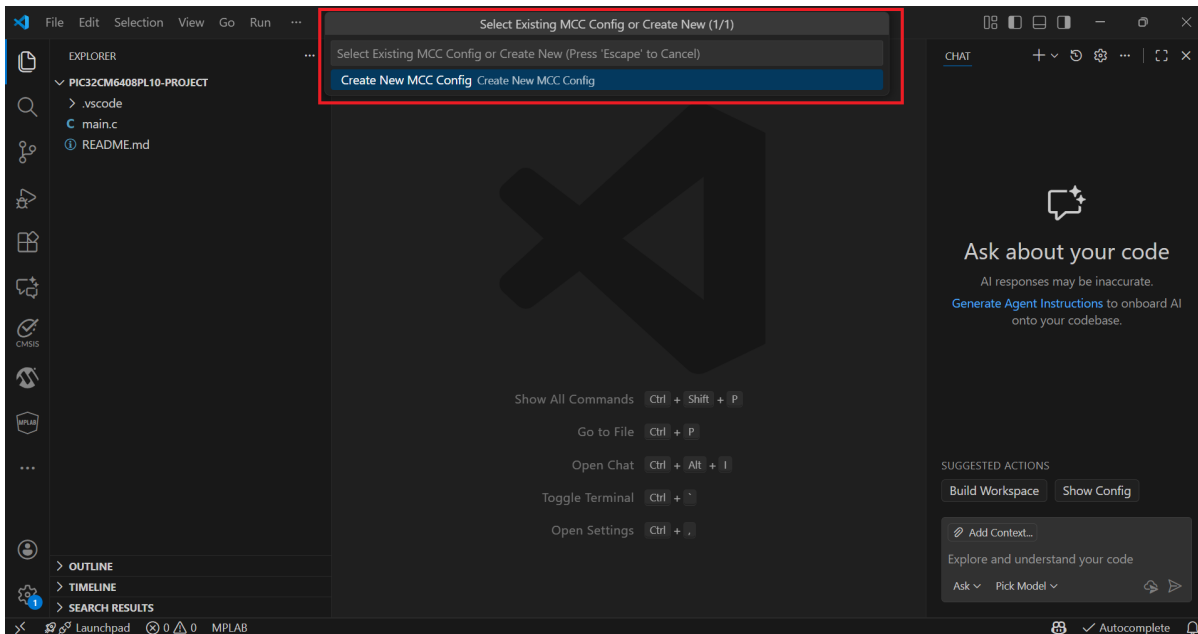 File Edit Selection View Go Run ···
Select Existing MCC Config or Create New (1/1)
Select Existing MCC Config or Create New (Press 'Escape' to Cancel)
Create New MCC Config Create New MCC Config
EXPLORER ···
PIC32CM6408PL10-PROJECT
.vscode
C main.c
README.md
CMSIS
MPLAB
···
1
OUTLINE
TIMELINE
SEARCH RESULTS
Show All Commands Ctrl + Shift + P
Go to File Ctrl + P
Open Chat Ctrl + Alt + I
Toggle Terminal Ctrl + `
Open Settings Ctrl + ,
CHAT
Ask about your code
AI responses may be inaccurate.
Generate Agent Instructions to onboard AI
onto your codebase.
SUGGESTED ACTIONS
Build Workspace Show Config
Add Context...
Explore and understand your code
Ask Pick Model
Launchpad 0 0 MPLAB Autocomplete